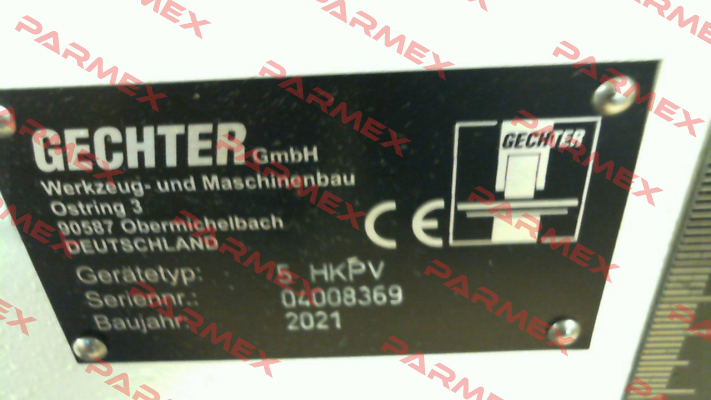 GECHTER GmbH
Werkzeug- und Maschinenbau
Ostring 3
90587 Obermichelbach
DEUTSCHLAND
GECHTER
CE
Gerätetyp: 5 HKPV
Seriennr.: 04008369
Baujahr: 2021
PARMEX